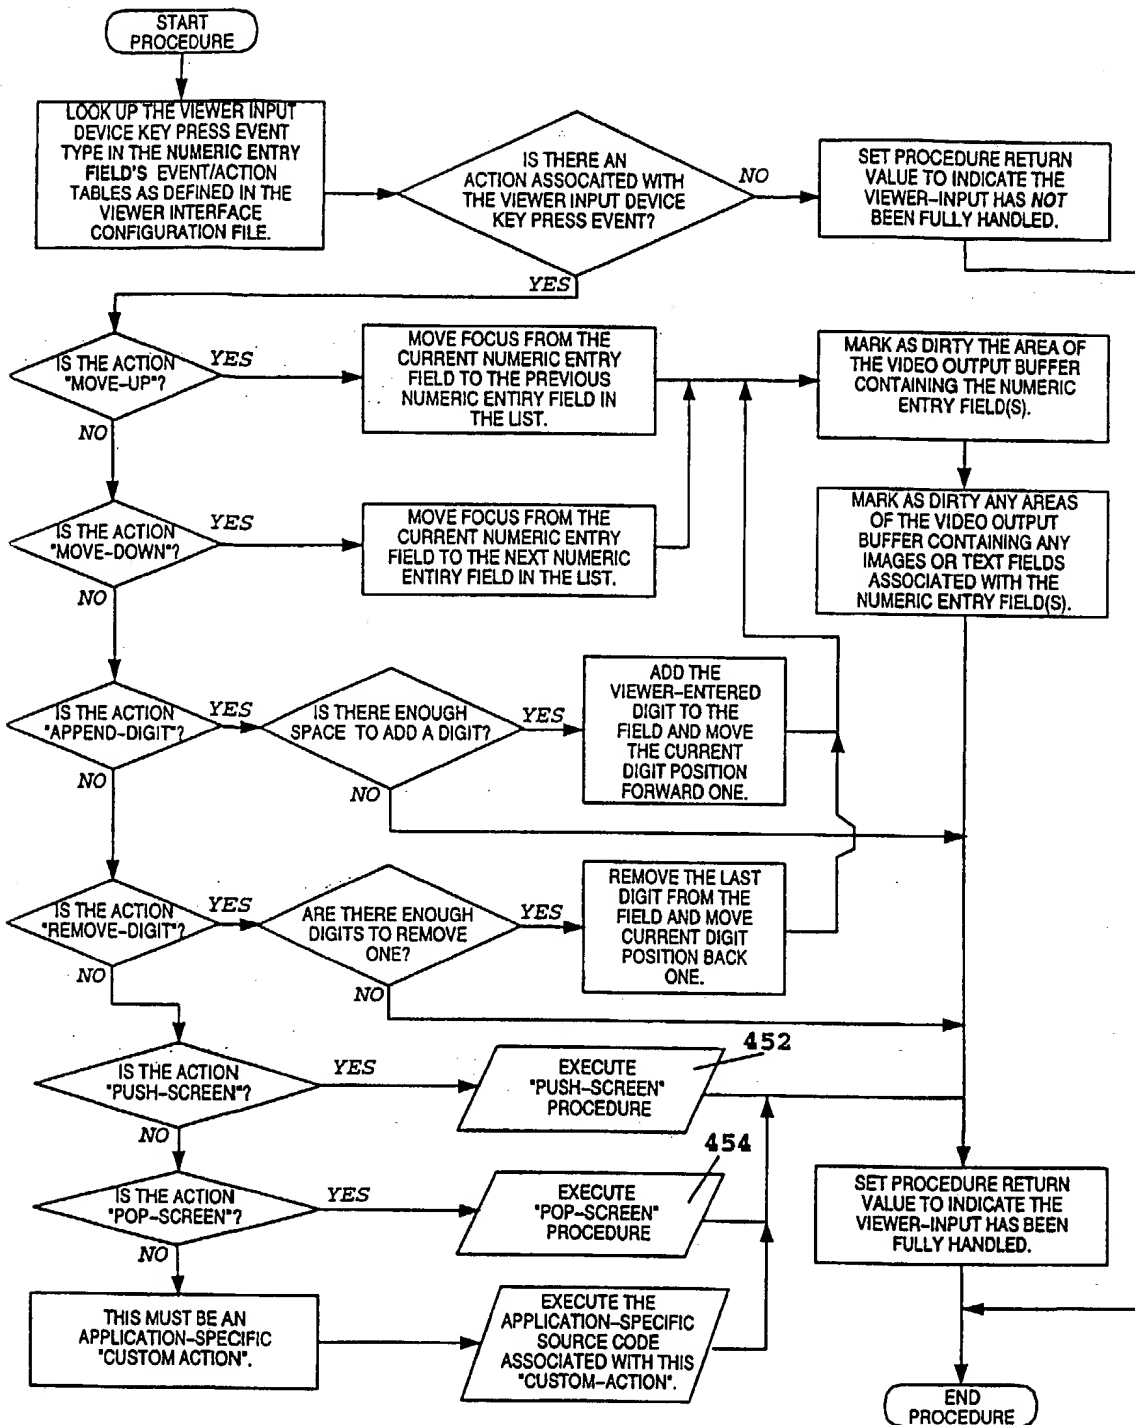 START
PROCEDURE
LOOK UP THE VIEWER INPUT
DEVICE KEY PRESS EVENT
TYPE IN THE NUMERIC ENTRY
FIELD'S EVENT/ACTION
TABLES AS DEFINED IN THE
VIEWER INTERFACE
CONFIGURATION FILE.
IS THERE AN
ACTION ASSOCAITED WITH
THE VIEWER INPUT DEVICE
KEY PRESS EVENT?
NO
SET PROCEDURE RETURN
VALUE TO INDICATE THE
VIEWER-INPUT HAS NOT
BEEN FULLY HANDLED.
YES
IS THE ACTION
"MOVE-UP"?
YES
MOVE FOCUS FROM THE
CURRENT NUMERIC ENTRY
FIELD TO THE PREVIOUS
NUMERIC ENTIRY FIELD IN
THE LIST.
MARK AS DIRTY THE AREA OF
THE VIDEO OUTPUT BUFFER
CONTAINING THE NUMERIC
ENTRY FIELD(S).
NO
IS THE ACTION
"MOVE-DOWN"?
YES
MOVE FOCUS FROM THE
CURRENT NUMERIC ENTRY
FIELD TO THE NEXT NUMERIC
ENTIRY FIELD IN THE LIST.
MARK AS DIRTY ANY AREAS
OF THE VIDEO OUTPUT
BUFFER CONTAINING ANY
IMAGES OR TEXT FIELDS
ASSOCIATED WITH THE
NUMERIC ENTRY FIELD(S).
NO
IS THE ACTION
"APPEND-DIGIT"?
YES
IS THERE ENOUGH
SPACE TO ADD A DIGIT?
YES
ADD THE
VIEWER-ENTERED
DIGIT TO THE
FIELD AND MOVE
THE CURRENT
DIGIT POSITION
FORWARD ONE.
NO
NO
IS THE ACTION
"REMOVE-DIGIT"?
YES
ARE THERE ENOUGH
DIGITS TO REMOVE
ONE?
YES
REMOVE THE LAST
DIGIT FROM THE
FIELD AND MOVE
CURRENT DIGIT
POSITION BACK
ONE.
NO
NO
IS THE ACTION
"PUSH-SCREEN"?
YES
EXECUTE
"PUSH-SCREEN"
PROCEDURE
452
NO
IS THE ACTION
"POP-SCREEN"?
YES
EXECUTE
"POP-SCREEN"
PROCEDURE
454
SET PROCEDURE RETURN
VALUE TO INDICATE THE
VIEWER-INPUT HAS BEEN
FULLY HANDLED.
NO
THIS MUST BE AN
APPLICATION-SPECIFIC
"CUSTOM ACTION".
EXECUTE THE
APPLICATION-SPECIFIC
SOURCE CODE
ASSOCIATED WITH THIS
"CUSTOM-ACTION".
END
PROCEDURE